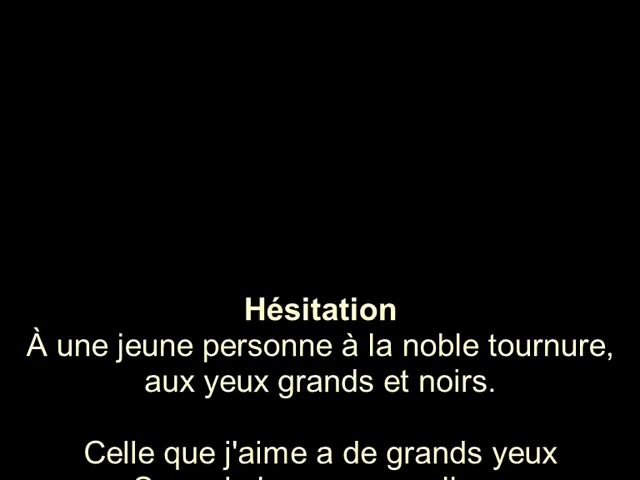 Hésitation
À une jeune personne à la noble tournure,
aux yeux grands et noirs.
Celle que j'aime a de grands yeux